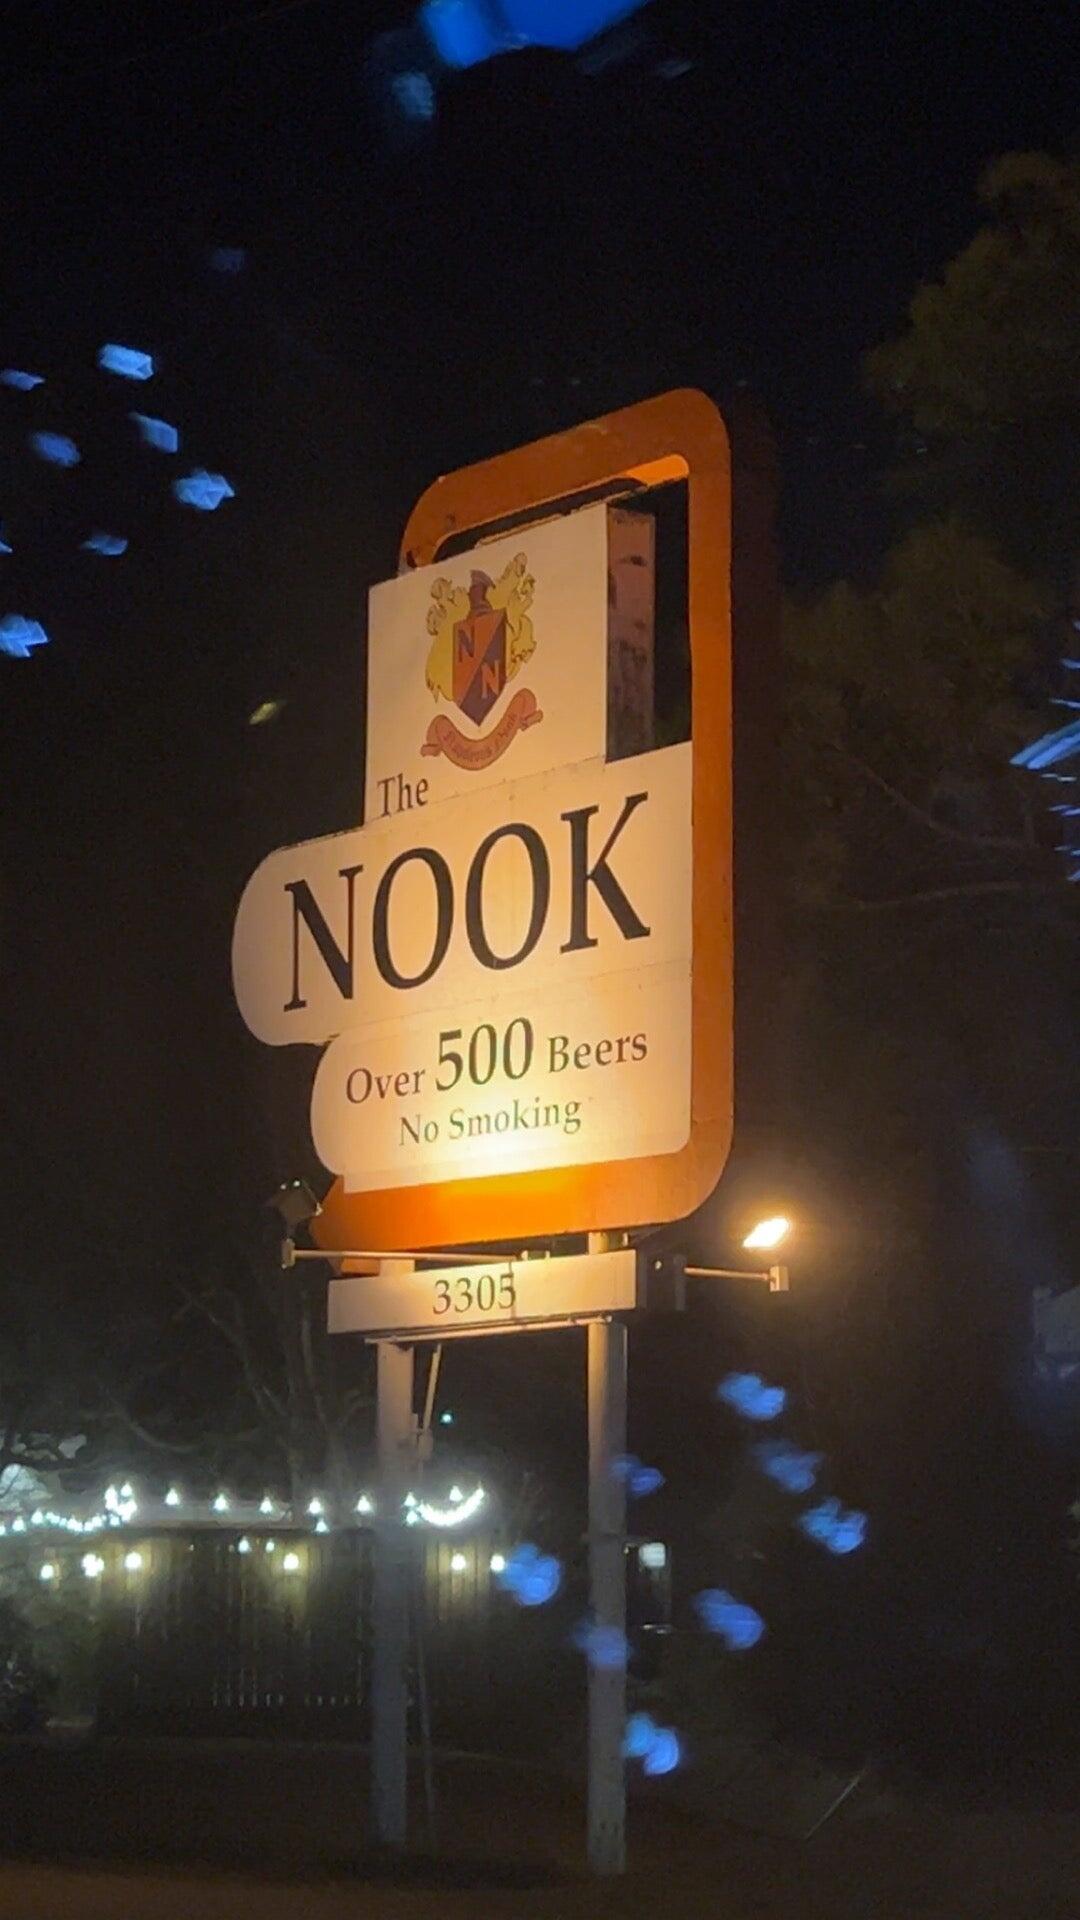 N
N
The
NOOK
Over 500 Beers
No Smoking
3305